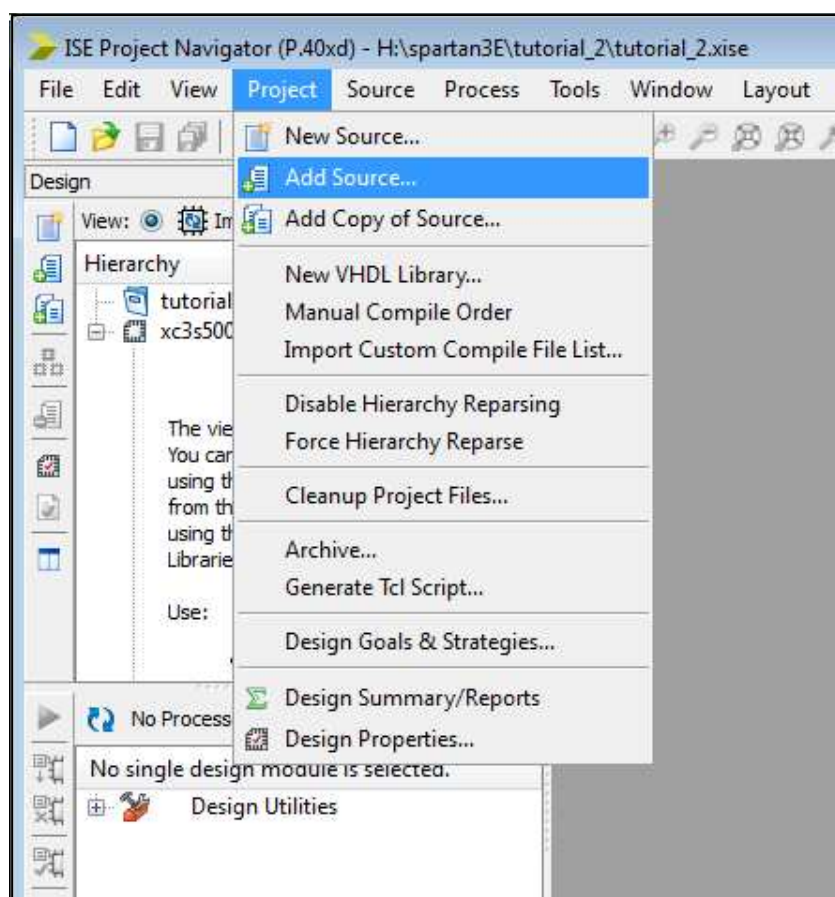 ISE Project Navigator (P.40xd) - H:\spartan3E\tutorial_2\tutorial_2.xise
File Edit View Project Source Process Tools Window Layout
New Source...
Add Source...
Add Copy of Source...
New VHDL Library...
Manual Compile Order
Import Custom Compile File List...
Disable Hierarchy Reparsing
Force Hierarchy Reparse
Cleanup Project Files...
Archive...
Generate Tcl Script...
Design Goals & Strategies...
Design Summary/Reports
Design Properties...
Design
View:
Hierarchy
tutorial
xc3s500
The vie
You can
using th
from th
using th
Librarie
Use:
No Process
No single design module is selected.
Design Utilities